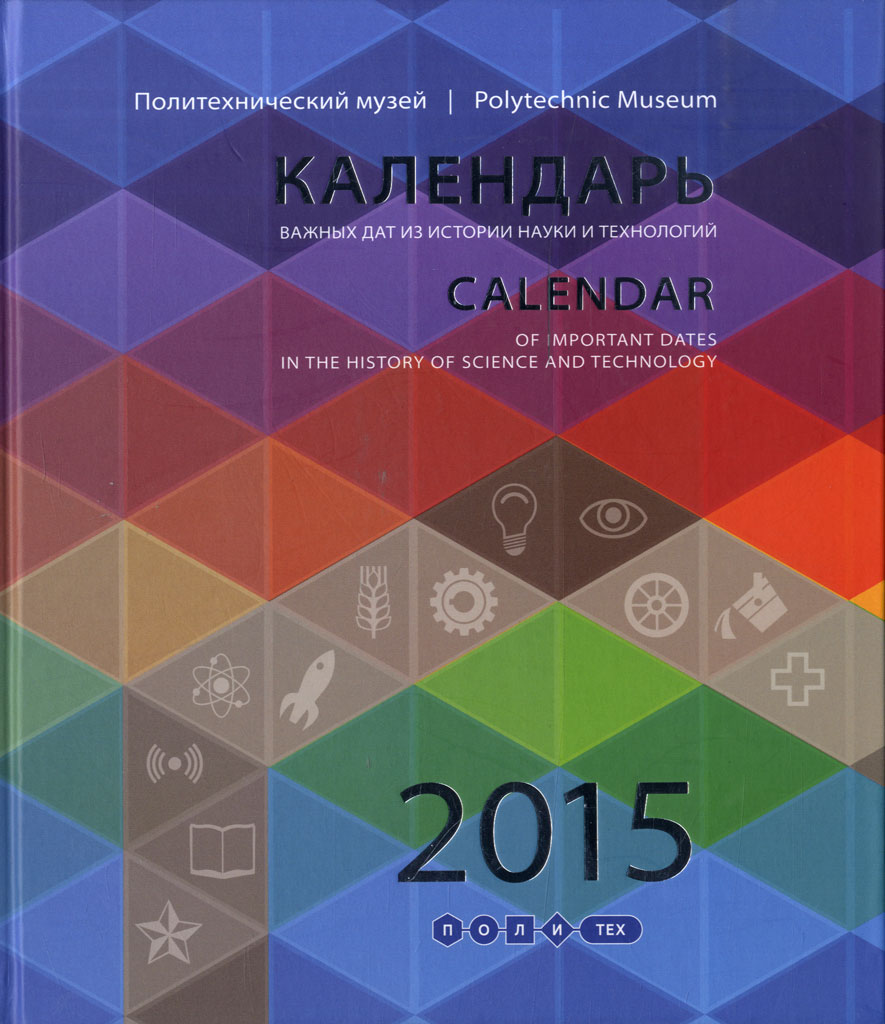 Политехнический музей | Polytechnic Museum
КАЛЕНДАРЬ
ВАЖНЫХ ДАТ ИЗ ИСТОРИИ НАУКИ И ТЕХНОЛОГИЙ
CALENDAR
OF IMPORTANT DATES
IN THE HISTORY OF SCIENCE AND TECHNOLOGY
2015
ПОЛИТЕХ